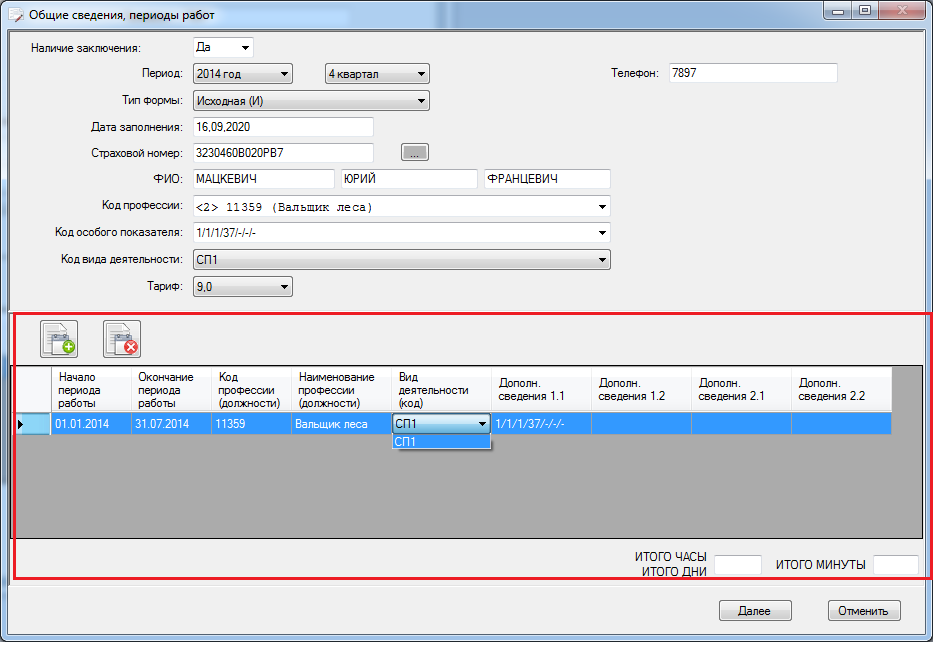 Общие сведения, периоды работ
Наличие заключения: Да
Период: 2014 год 4 квартал Телефон: 7897
Тип формы: Исходная (И)
Дата заполнения: 16,09,2020
Страховой номер: 3230460В020РВ7 ...
ФИО: МАЦКЕВИЧ ЮРИЙ ФРАНЦЕВИЧ
Код профессии: <2> 11359 (Вальщик леса)
Код особого показателя: 1/1/1/37/-/-/-
Код вида деятельности: СП1
Тариф: 9,0
Начало периода работы
Окончание периода работы
Код профессии (должности)
Наименование профессии (должности)
Вид деятельности (код)
Дополн. сведения 1.1
Дополн. сведения 1.2
Дополн. сведения 2.1
Дополн. сведения 2.2
01.01.2014 31.07.2014 11359 Вальщик леса СП1 1/1/1/37/-/-/-
СП1
ИТОГО ЧАСЫ
ИТОГО ДНИ
ИТОГО МИНУТЫ
Далее Отменить